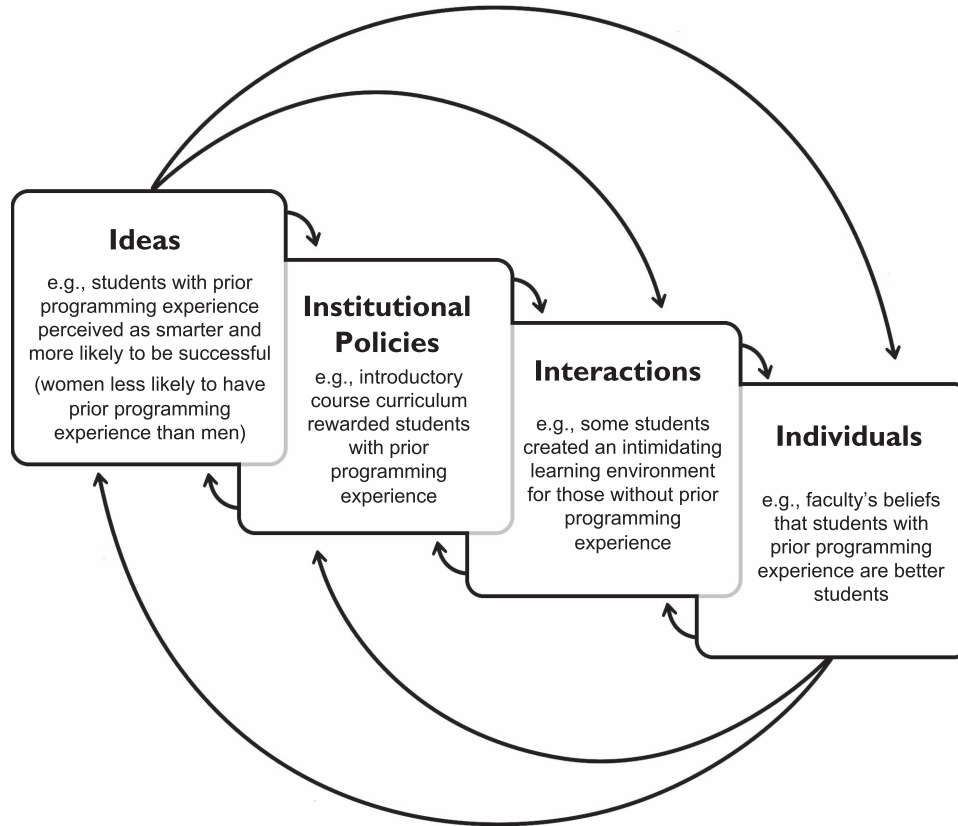 Ideas
e.g., students with prior
programming experience
perceived as smarter and
more likely to be successful
(women less likely to have
prior programming
experience than men)
Institutional
Policies
e.g., introductory
course curriculum
rewarded students
with prior
programming
experience
Interactions
e.g., some students
created an intimidating
learning environment
for those without prior
programming
experience
Individuals
e.g., faculty’s beliefs
that students with
prior programming
experience are better
students